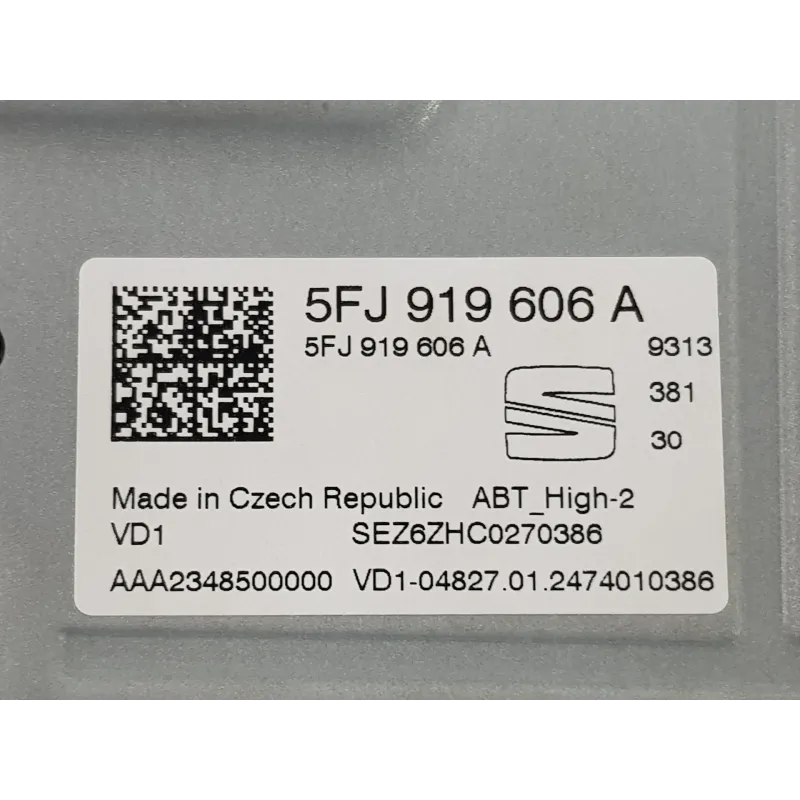 5FJ 919 606 A
5FJ 919 606 A 9313
381
30
Made in Czech Republic ABT_High-2
VD1 SEZ6ZHC0270386
AAA2348500000 VD1-04827.01.2474010386